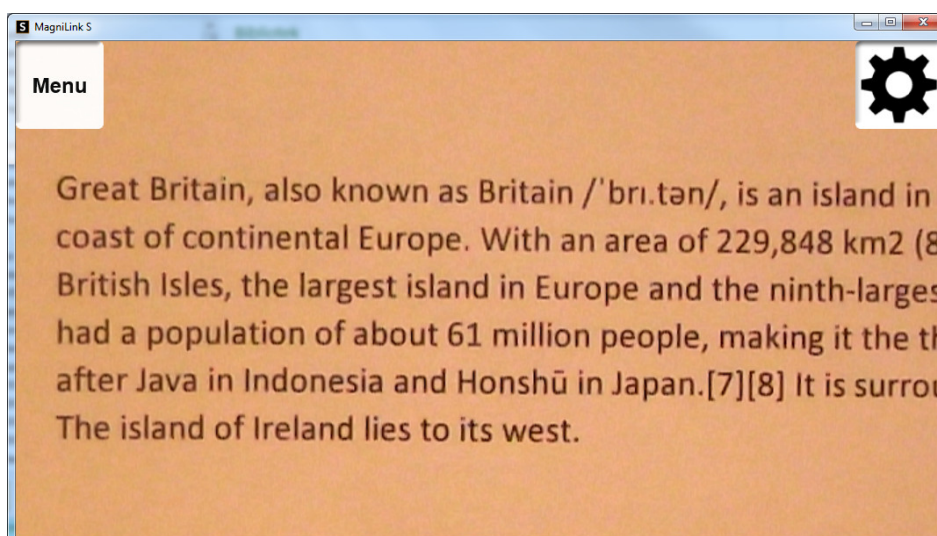 MagniLink S
Menu
Great Britain, also known as Britain /ˈbrɪ.tən/, is an island in
coast of continental Europe. With an area of 229,848 km2 (8
British Isles, the largest island in Europe and the ninth-larges
had a population of about 61 million people, making it the th
after Java in Indonesia and Honshū in Japan.[7][8] It is surrou
The island of Ireland lies to its west.